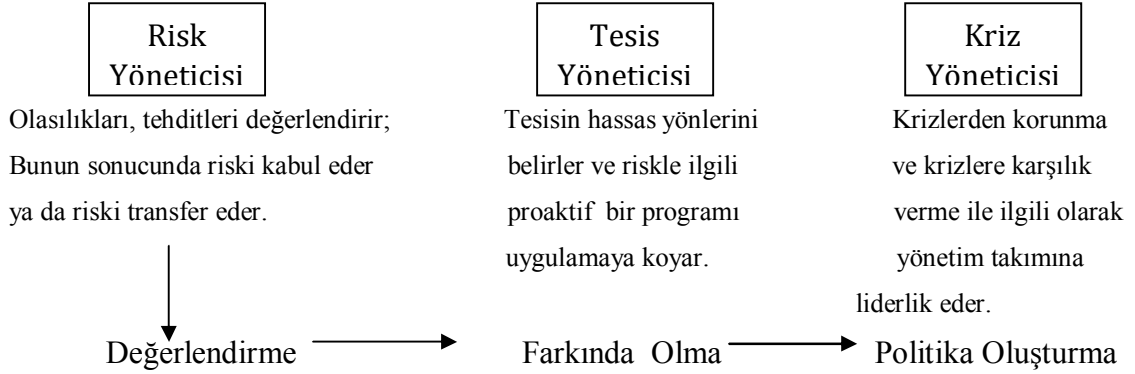 Risk
Yöneticisi
Olasılıkları, tehditleri değerlendirir;
Bunun sonucunda riski kabul eder
ya da riski transfer eder.
Tesis
Yöneticisi
Tesisin hassas yönlerini
belirler ve riskle ilgili
proaktif bir programı
uygulamaya koyar.
Kriz
Yöneticisi
Krizlerden korunma
ve krizlere karşılık
verme ile ilgili olarak
yönetim takımına
liderlik eder.
Değerlendirme
Farkında Olma
Politika Oluşturma